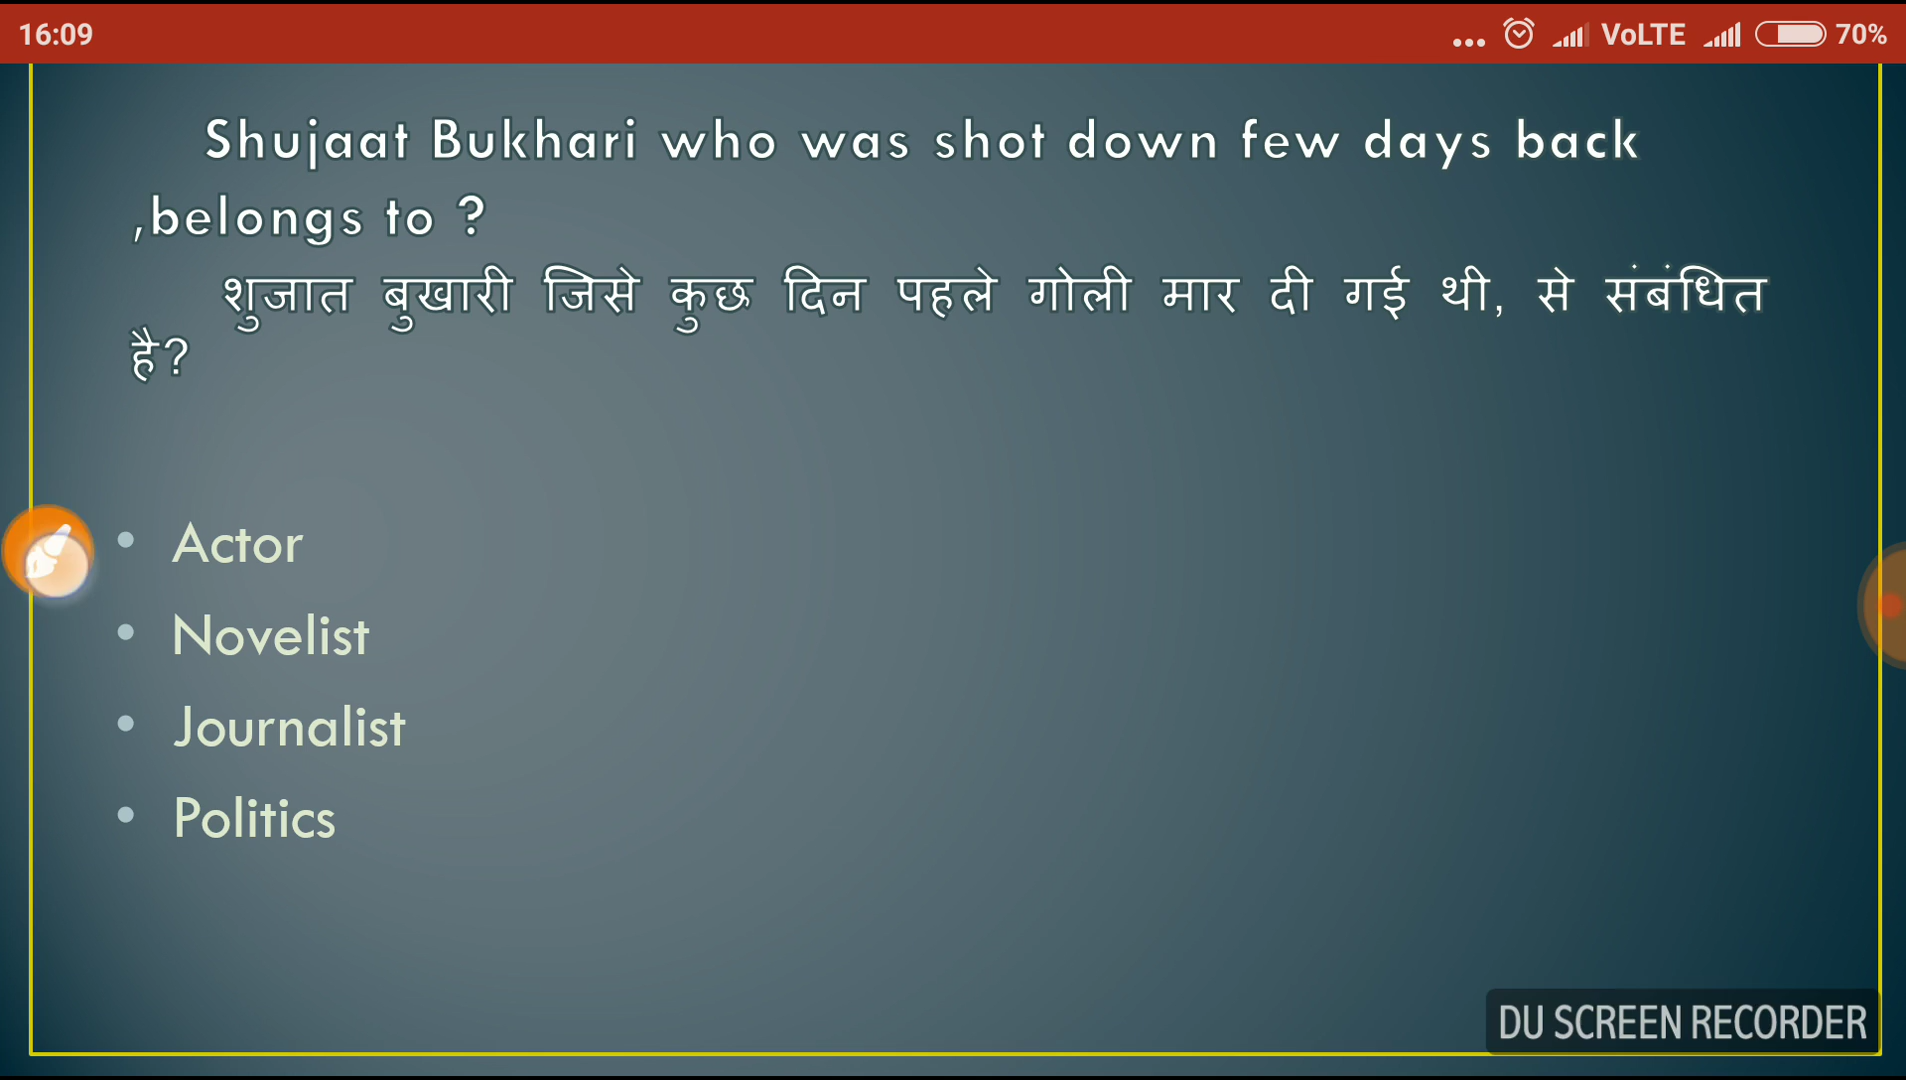 16:09
... VoLTE 70%
Shujaat Bukhari who was shot down few days back
,belongs to ?
शुजात बुखारी जिसे कुछ दिन पहले गोली मार दी गई थी, से संबंधित
है?
• Actor
• Novelist
• Journalist
• Politics
DU SCREEN RECORDER